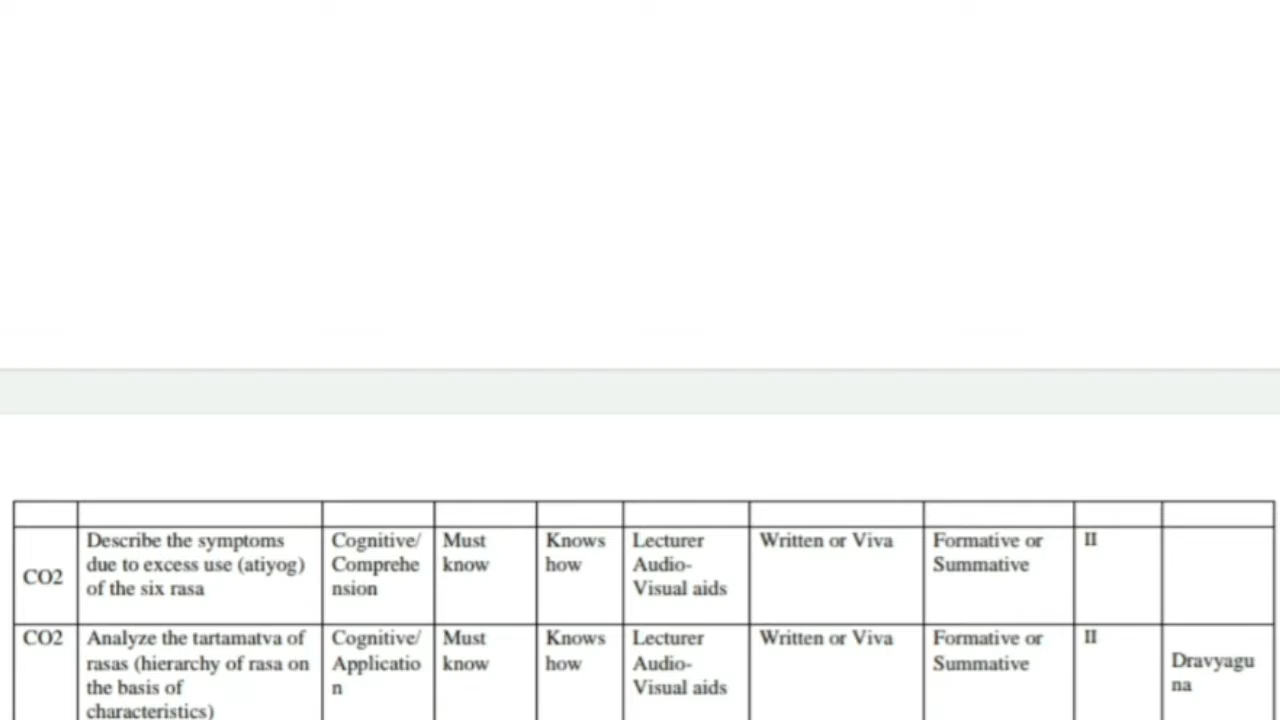 CO2
Describe the symptoms
due to excess use (atiyog)
of the six rasa
Cognitive/
Comprehe
nsion
Must
know
Knows
how
Lecturer
Audio-
Visual aids
Written or Viva
Formative or
Summative
II
CO2
Analyze the tartamatva of
rasas (hierarchy of rasa on
the basis of
characteristics)
Cognitive/
Applicatio
n
Must
know
Knows
how
Lecturer
Audio-
Visual aids
Written or Viva
Formative or
Summative
II
Dravyagu
na